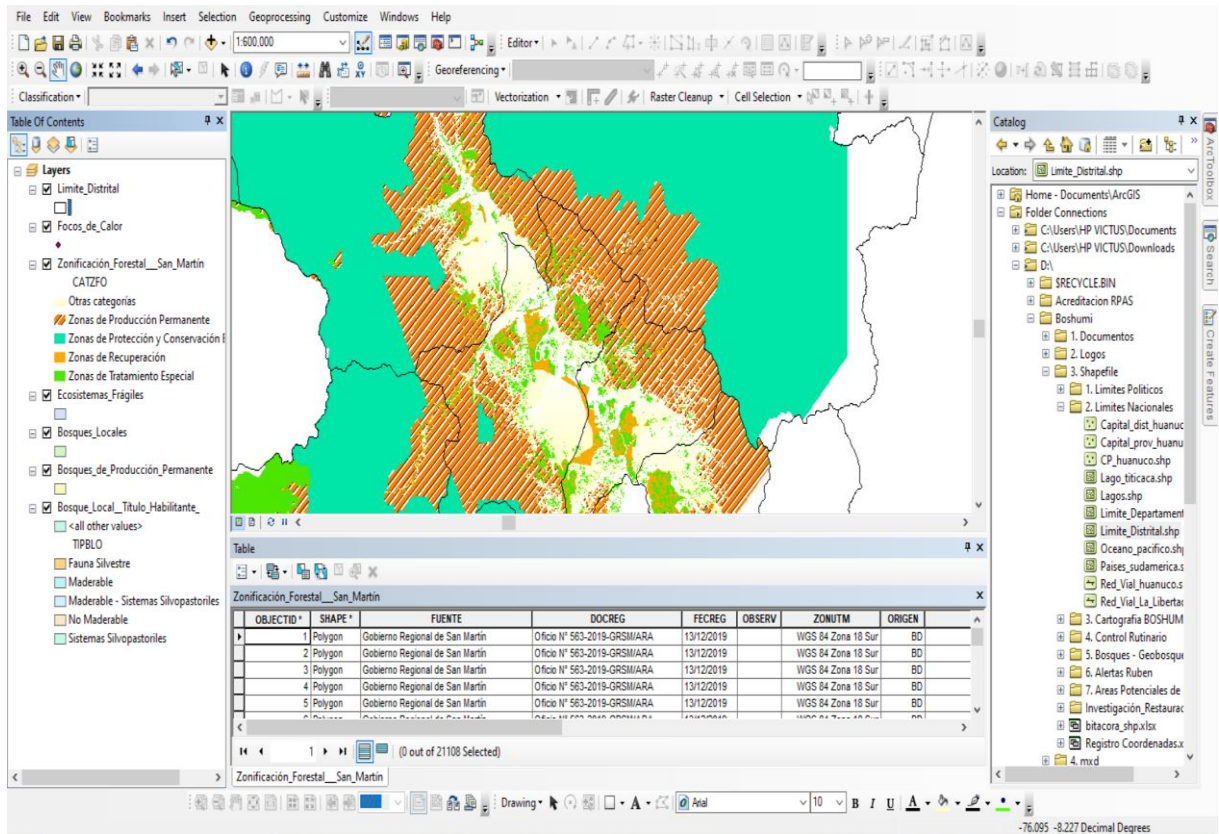 File Edit View Bookmarks Insert Selection Geoprocessing Customize Windows Help
1:600.000
Editor
Georeferencing
Classification
Vectorization
Raster Cleanup
Cell Selection
Table Of Contents
Layers
Limite_Distrital
Focos_de_Calor
Zonificación_Forestal__San_Martín
CATZFO
Otras categorías
Zonas de Producción Permanente
Zonas de Protección y Conservación E
Zonas de Recuperación
Zonas de Tratamiento Especial
Ecosistemas_Frágiles
Bosques_Locales
Bosques_de_Producción_Permanente
Bosque_Local__Título_Habilitante_
<all other values>
TIPBLO
Fauna Silvestre
Maderable
Maderable - Sistemas Silvopastoriles
No Maderable
Sistemas Silvopastoriles
Table
Zonificación_Forestal__San_Martín
OBJECTID * SHAPE * FUENTE DOCREG FECREG OBSERV ZONUTM ORIGEN
1 Polygon Gobierno Regional de San Martín Oficio N° 563-2019-GRSM/ARA 13/12/2019 WGS 84 Zona 18 Sur BD
2 Polygon Gobierno Regional de San Martín Oficio N° 563-2019-GRSM/ARA 13/12/2019 WGS 84 Zona 18 Sur BD
3 Polygon Gobierno Regional de San Martín Oficio N° 563-2019-GRSM/ARA 13/12/2019 WGS 84 Zona 18 Sur BD
4 Polygon Gobierno Regional de San Martín Oficio N° 563-2019-GRSM/ARA 13/12/2019 WGS 84 Zona 18 Sur BD
5 Polygon Gobierno Regional de San Martín Oficio N° 563-2019-GRSM/ARA 13/12/2019 WGS 84 Zona 18 Sur BD
1 (0 out of 21108 Selected)
Zonificación_Forestal__San_Martín
Catalog
Location: Limite_Distrital.shp
Home - Documents\ArcGIS
Folder Connections
C:\Users\HP VICTUS\Documents
C:\Users\HP VICTUS\Downloads
D:\
$RECYCLE.BIN
Acreditacion RPAS
Boshumi
1. Documentos
2. Logos
3. Shapefile
1. Limites Politicos
2. Limites Nacionales
Capital_dist_huanuc
Capital_prov_huanu
CP_huanuco.shp
Lago_titicaca.shp
Lagos.shp
Limite_Departament
Limite_Distrital.shp
Oceano_pacifico.sh
Paises_sudamerica.s
Red_Vial_huanuco.s
Red_Vial_La_Libertad
3. Cartografia BOSHUM
4. Control Rutinario
5. Bosques - Geobosque
6. Alertas Ruben
7. Areas Potenciales de
Investigación_Restaurac
bitacora_shp.xlsx
Registro Coordenadas.x
4. mxd
ArcToolbox
Search
Create Features
Drawing
Arial
10
B I U A
-76.095 -8.227 Decimal Degrees